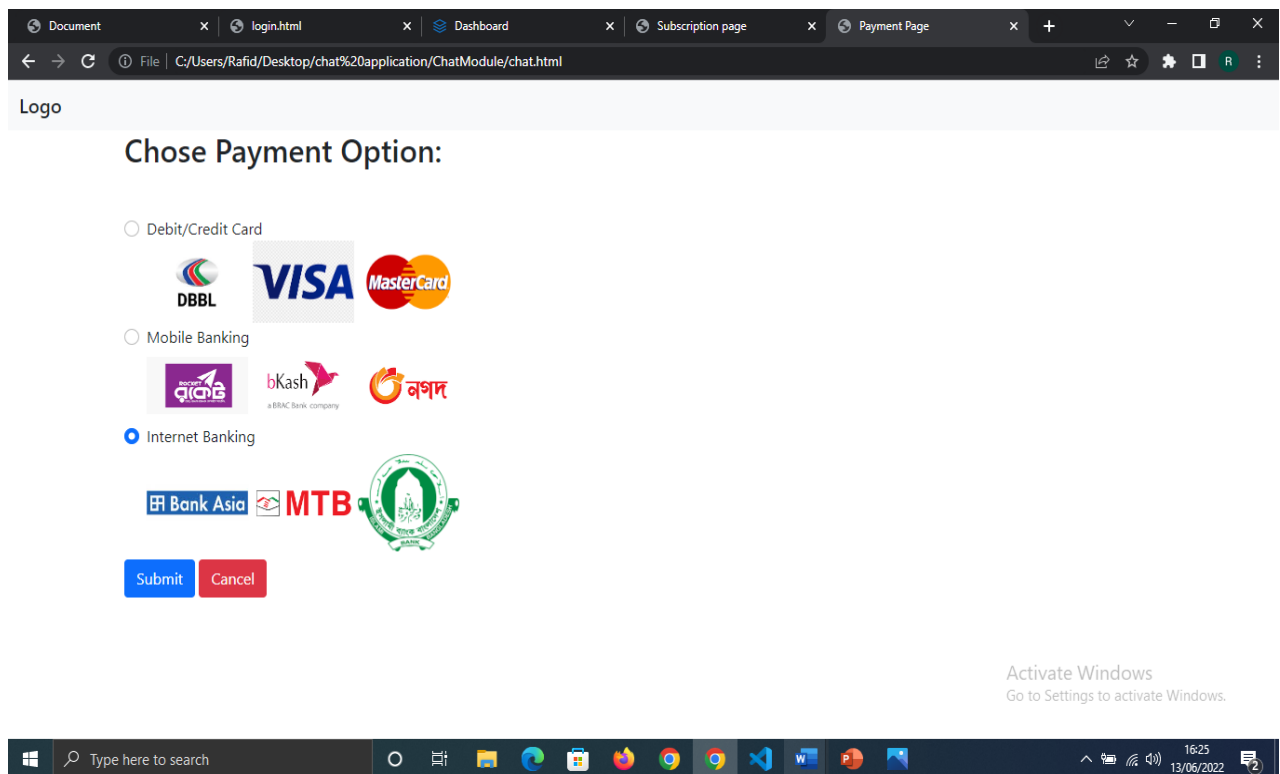 Document
login.html
Dashboard
Subscription page
Payment Page
File C:/Users/Rafid/Desktop/chat%20application/ChatModule/chat.html
R
Logo
Chose Payment Option:
Debit/Credit Card
DBBL
VISA
MasterCard
Mobile Banking
ROCKET
রকেট
bKash
a BRAC Bank company
নগদ
Internet Banking
Bank Asia
MTB
BANK
Submit Cancel
Activate Windows
Go to Settings to activate Windows.
Type here to search
16:25
13/06/2022
2